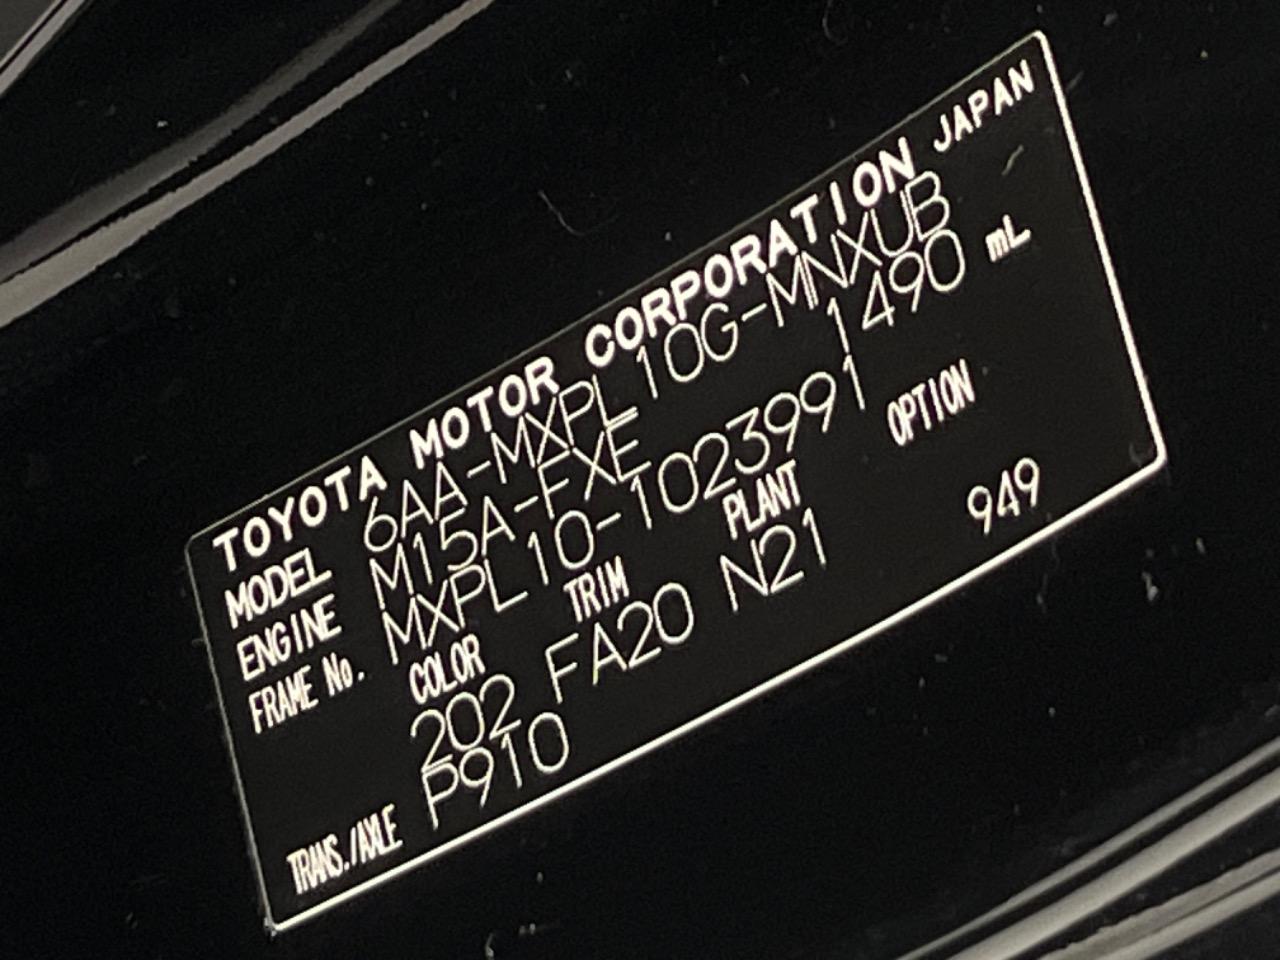 TOYOTA MOTOR CORPORATION JAPAN
MODEL 6AA-MXPL10G-MNXUB
ENGINE M15A-FXE 1490 mL
FRAME No. MXPL10-1023991
COLOR TRIM PLANT OPTION
202 FA20 N21 949
TRANS./AXLE P910